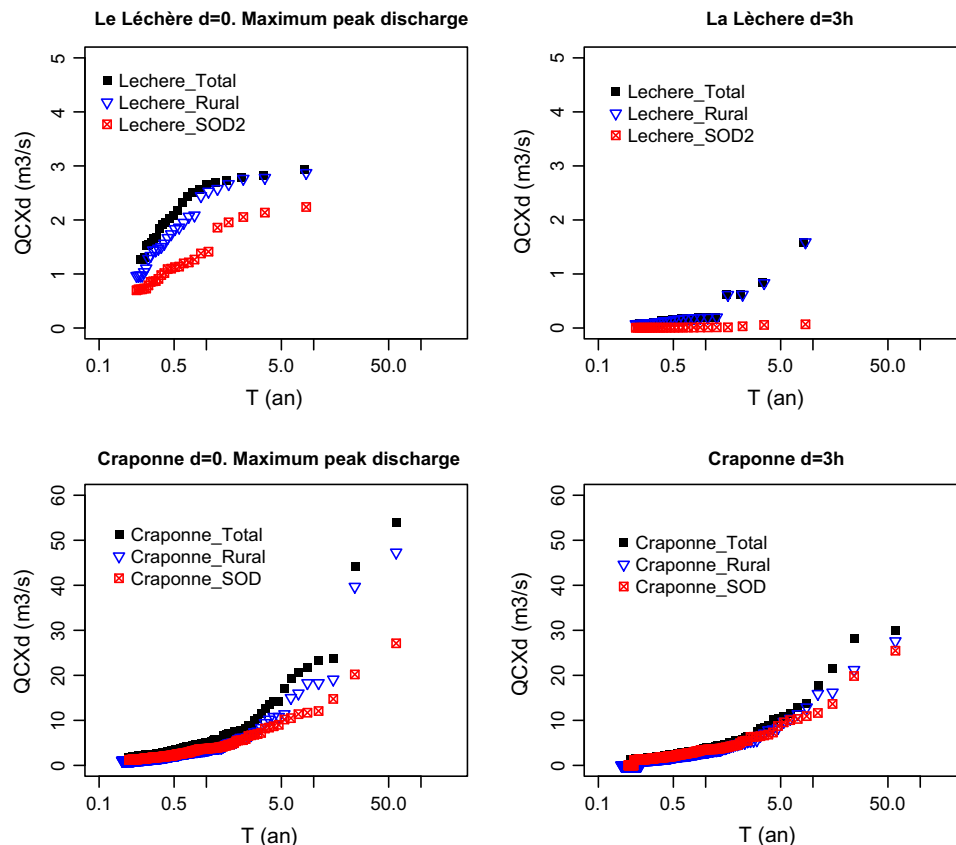 Le Léchère d=0. Maximum peak discharge
QCXd (m3/s)
5
4
3
2
1
0
Lechere_Total
Lechere_Rural
Lechere_SOD2
0.1 0.5 5.0 50.0
T (an)
La Lèchere d=3h
QCXd (m3/s)
5
4
3
2
1
0
Lechere_Total
Lechere_Rural
Lechere_SOD2
0.1 0.5 5.0 50.0
T (an)
Craponne d=0. Maximum peak discharge
QCXd (m3/s)
60
50
40
30
20
10
0
Craponne_Total
Craponne_Rural
Craponne_SOD
0.1 0.5 5.0 50.0
T (an)
Craponne d=3h
QCXd (m3/s)
60
50
40
30
20
10
0
Craponne_Total
Craponne_Rural
Craponne_SOD
0.1 0.5 5.0 50.0
T (an)